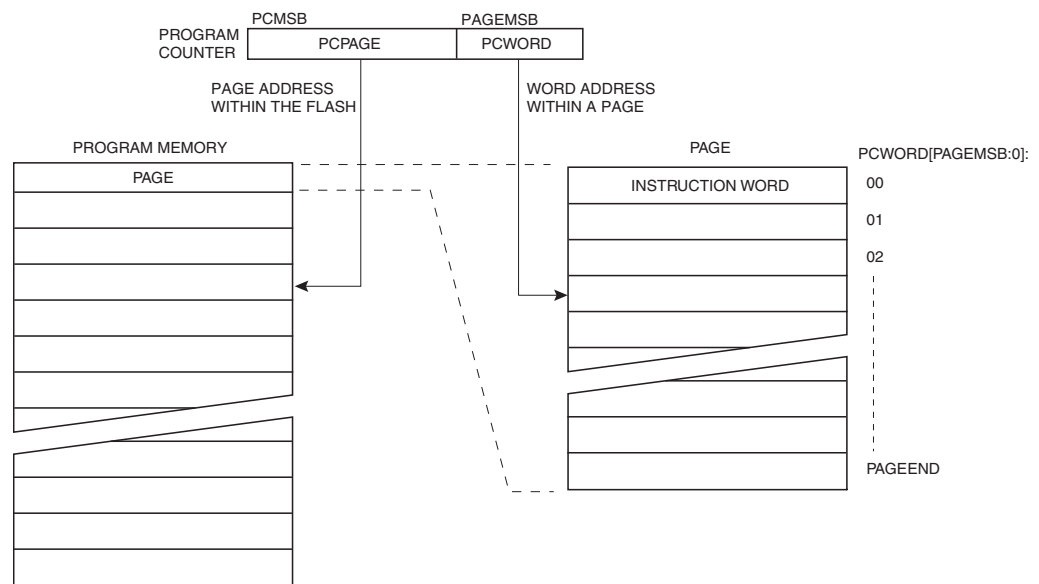 PCMSB PAGEMSB
PROGRAM
COUNTER
PCPAGE PCWORD
PAGE ADDRESS
WITHIN THE FLASH
WORD ADDRESS
WITHIN A PAGE
PROGRAM MEMORY
PAGE
PAGE
PCWORD[PAGEMSB:0]:
INSTRUCTION WORD
00
01
02
PAGEEND